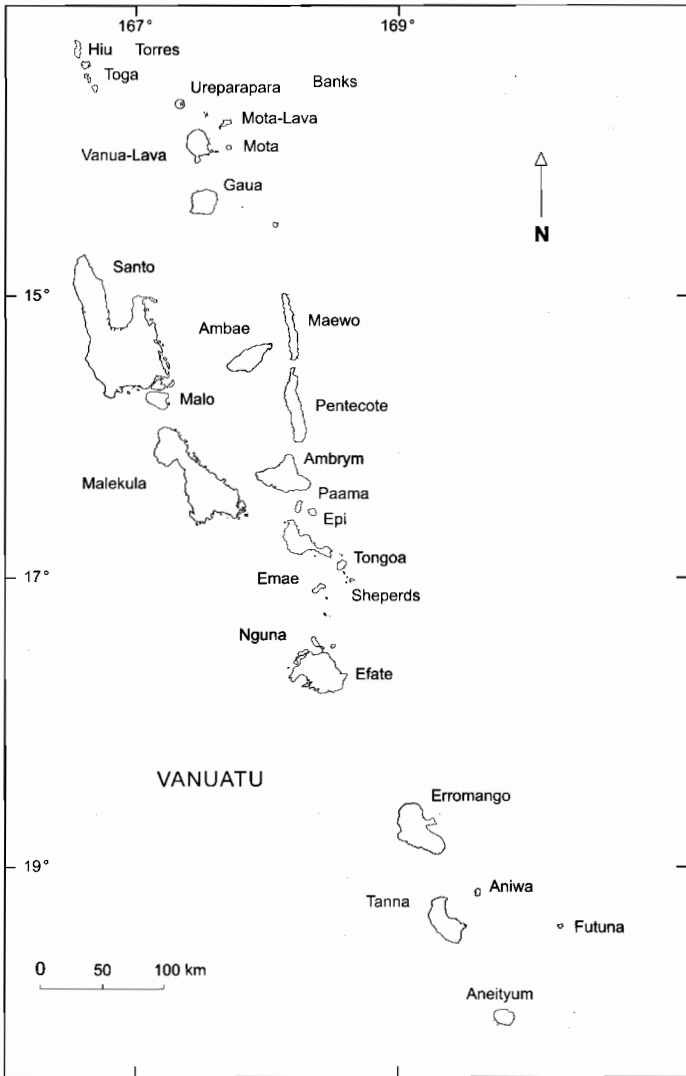 167° 169°
Hiu Torres
Toga
Ureparapara Banks
Mota-Lava
Vanua-Lava Mota
Gaua
N
Santo
15°
Ambae Maewo
Malo Pentecote
Ambrym
Malekula
Paama
Epi
Tongoa
17°
Emae
Sheperds
Nguna
Efate
VANUATU
Erromango
19°
Aniwa
Tanna
Futuna
0 50 100 km
Aneityum